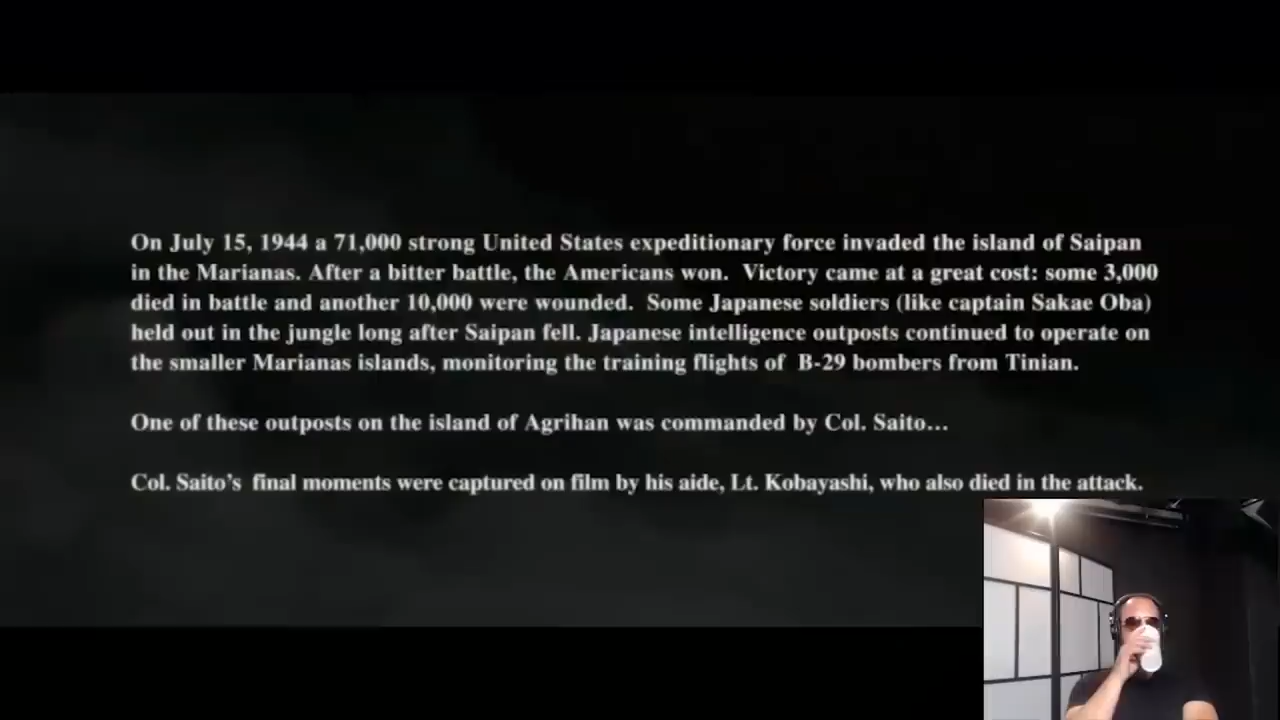 On July 15, 1944 a 71,000 strong United States expeditionary force invaded the island of Saipan
in the Marianas. After a bitter battle, the Americans won.  Victory came at a great cost: some 3,000
died in battle and another 10,000 were wounded.  Some Japanese soldiers (like captain Sakae Oba)
held out in the jungle long after Saipan fell. Japanese intelligence outposts continued to operate on
the smaller Marianas islands, monitoring the training flights of  B-29 bombers from Tinian.
One of these outposts on the island of Agrihan was commanded by Col. Saito…
Col. Saito’s  final moments were captured on film by his aide, Lt. Kobayashi, who also died in the attack.